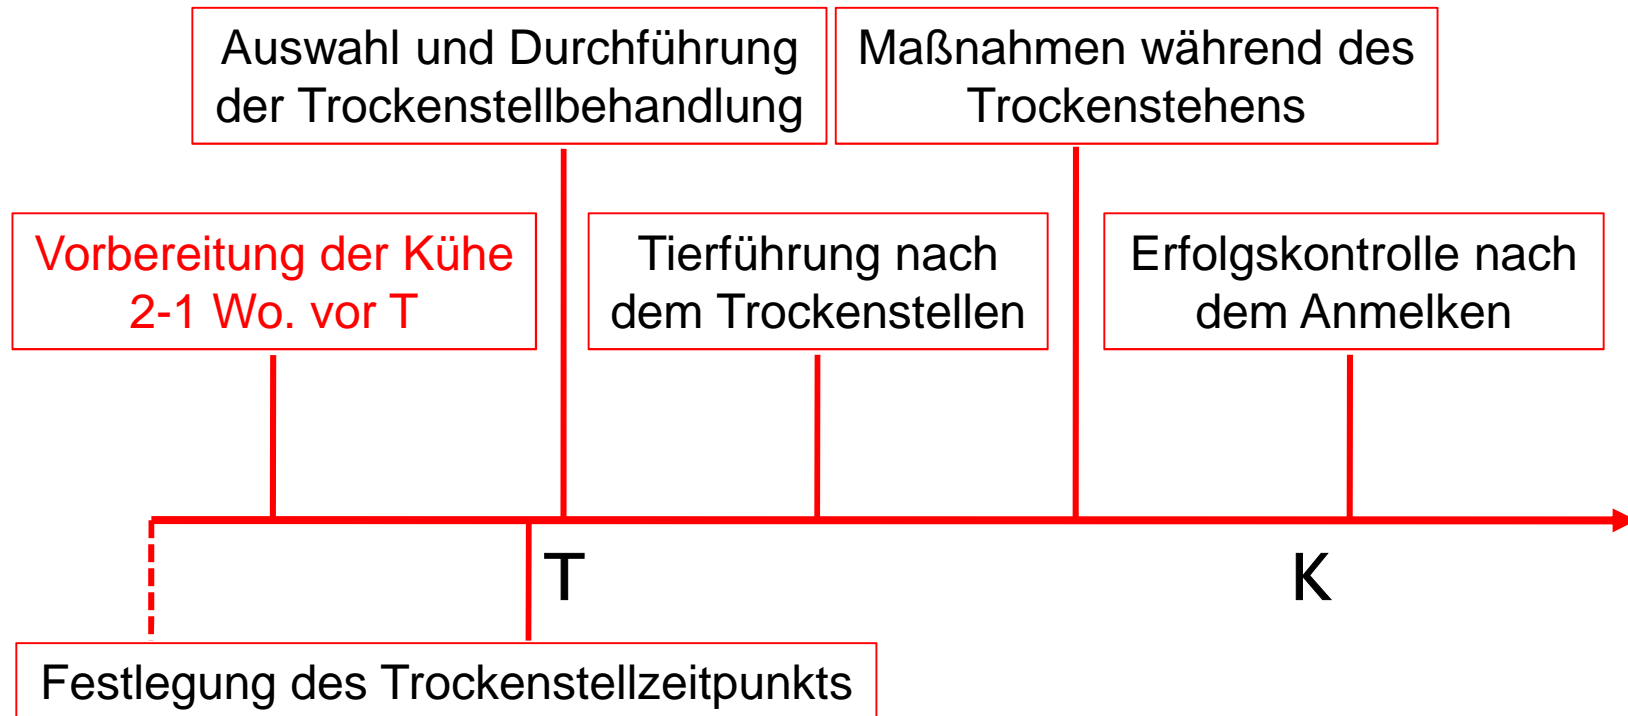 Auswahl und Durchführung
der Trockenstellbehandlung
Maßnahmen während des
Trockenstehens
Vorbereitung der Kühe
2-1 Wo. vor T
Tierführung nach
dem Trockenstellen
Erfolgskontrolle nach
dem Anmelken
T
K
Festlegung des Trockenstellzeitpunkts